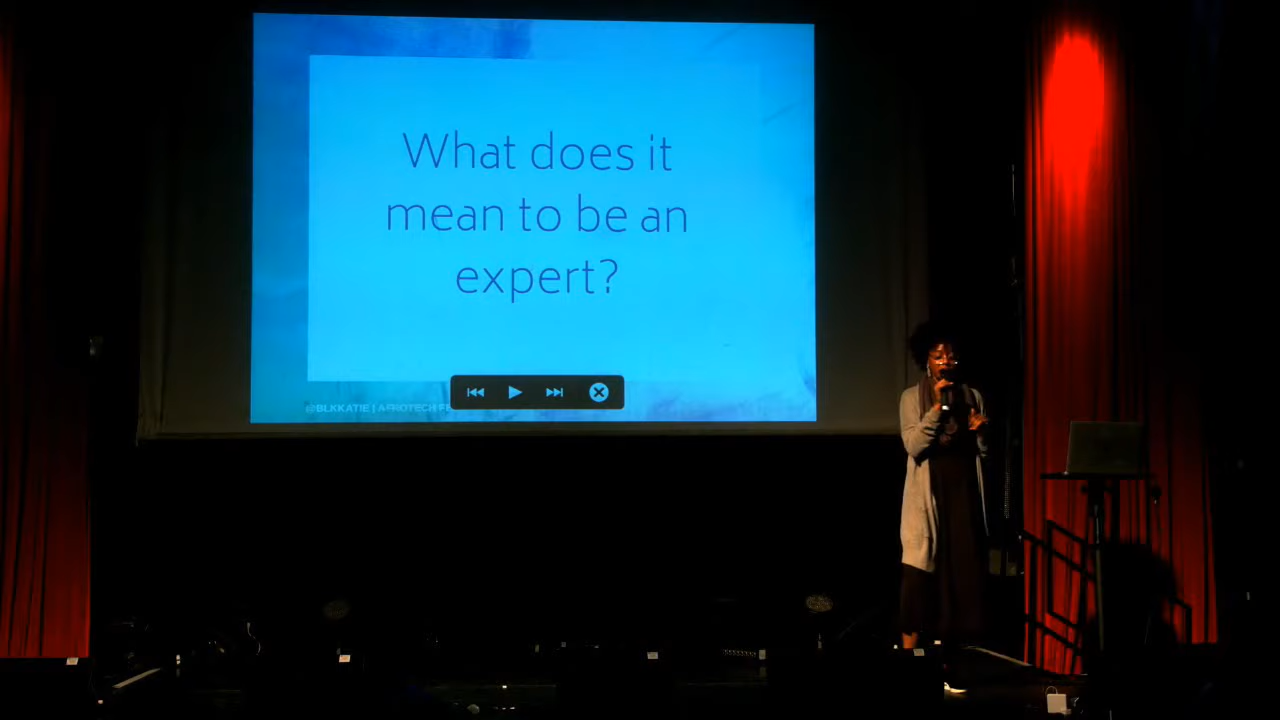 What does it
mean to be an
expert?
@BLKKATIE | AFROTECH